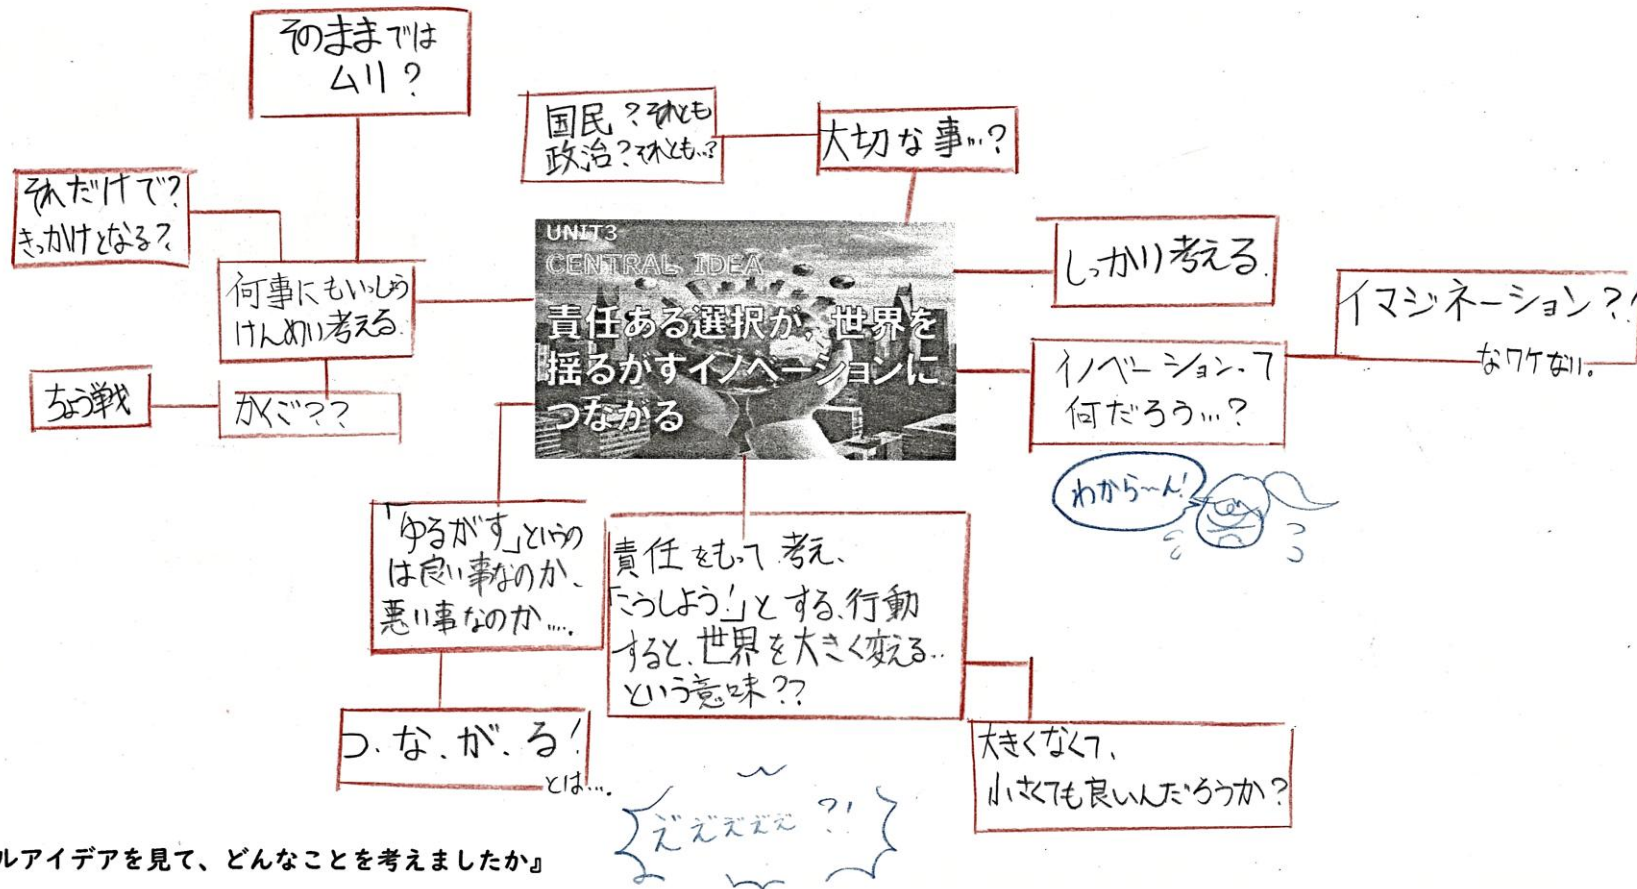 そのままでは
ムリ？
国民？それとも
政治？それとも…？
大切な事…？
それだけで？
きっかけとなる？
何事にもいっしょう
けんめい考える。
ちょう戦
かくご？？
UNIT3
CENTRAL IDEA
責任ある選択が、世界を
揺るがすイノベーションに
つながる
しっかり考える。
イノベーションって
何だろう…？
イマジネーション？！
なワケない。
わから〜ん！
「ゆるがす」というの
は良い事なのか、
悪い事なのか…。
つ、な、が、る！
とは…。
責任をもって考え、
「こうしよう！」とする、行動
すると、世界を大きく変える…
という意味？？
大きくなくて、
小さくても良いんだろうか？
ええええええ？！
ルアイデアを見て、どんなことを考えましたか』